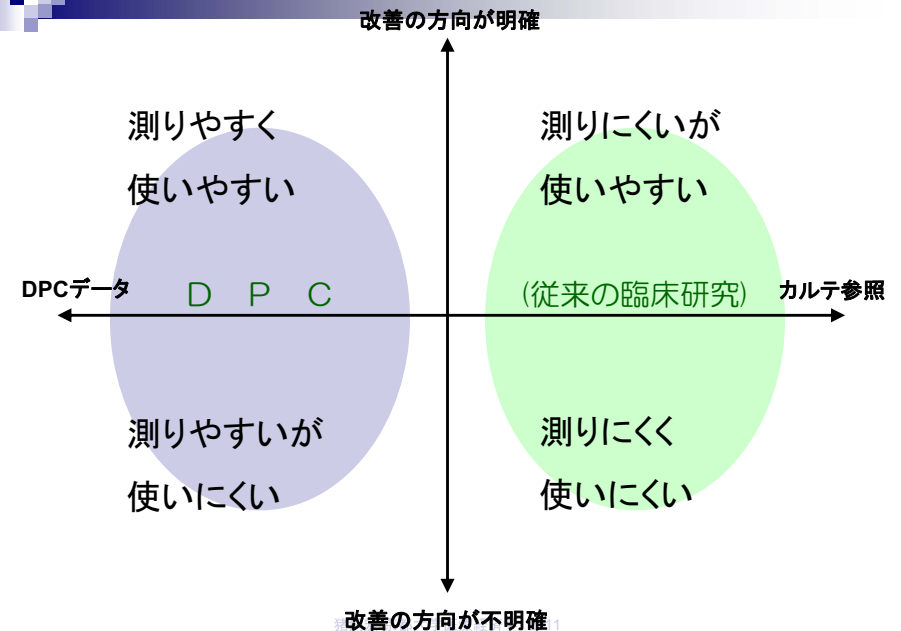 改善の方向が明確
測りやすく
使いやすい
測りにくいが
使いやすい
DPCデータ
D P C
(従来の臨床研究)
カルテ参照
測りやすいが
使いにくい
測りにくく
使いにくい
改善の方向が不明確